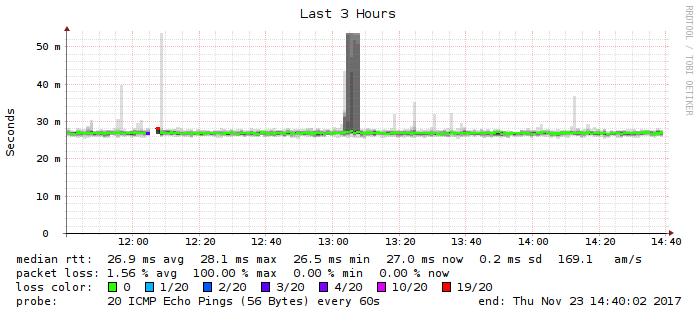 Last 3 Hours
RRDTOOL / TOBI OETIKER
Seconds
50 m
40 m
30 m
20 m
10 m
0
12:00 12:20 12:40 13:00 13:20 13:40 14:00 14:20 14:40
median rtt: 26.9 ms avg 28.1 ms max 26.5 ms min 27.0 ms now 0.2 ms sd 169.1 am/s
packet loss: 1.56 % avg 100.00 % max 0.00 % min 0.00 % now
loss color: 0 1/20 2/20 3/20 4/20 10/20 19/20
probe: 20 ICMP Echo Pings (56 Bytes) every 60s end: Thu Nov 23 14:40:02 2017